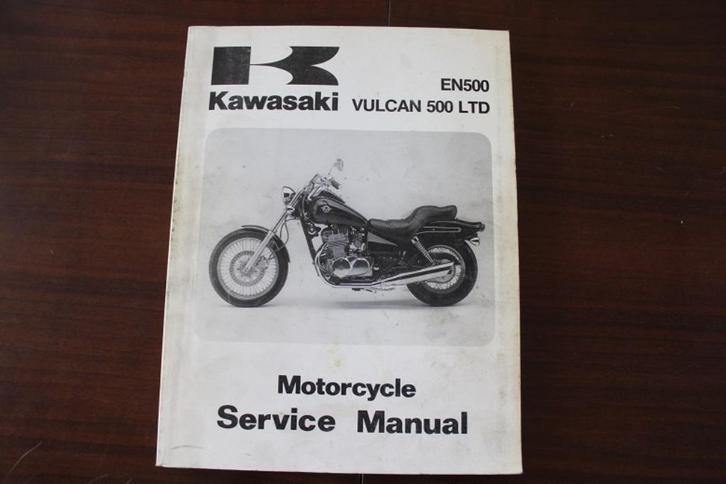 Kawasaki
EN500
VULCAN 500 LTD
Motorcycle
Service Manual